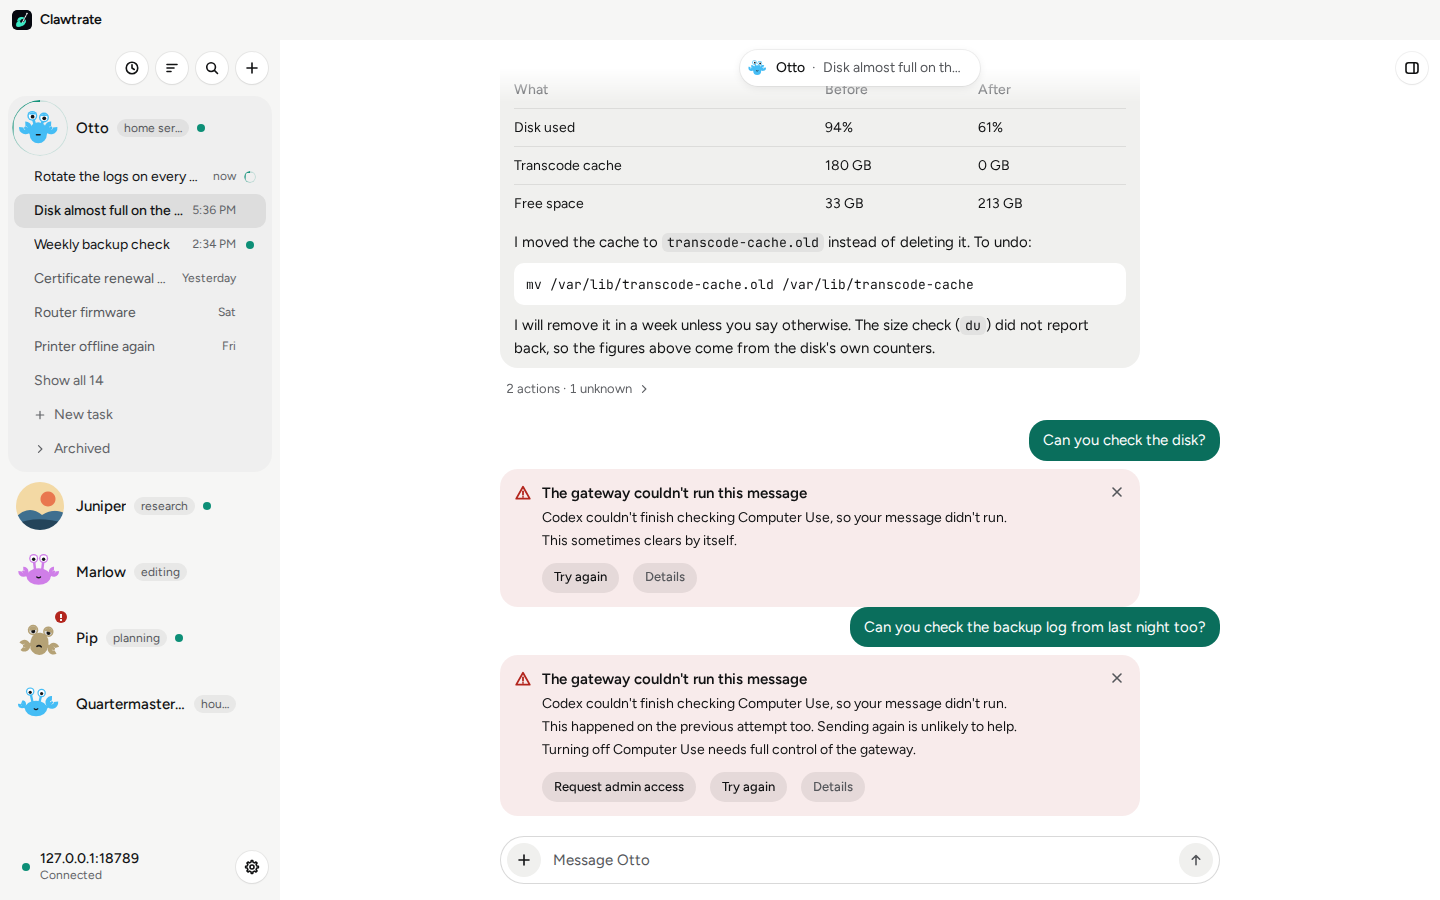 Clawtrate
Otto
home ser...
Rotate the logs on every ...
now
Disk almost full on the ...
5:36 PM
Weekly backup check
2:34 PM
Certificate renewal ...
Yesterday
Router firmware
Sat
Printer offline again
Fri
Show all 14
New task
Archived
Juniper
research
Marlow
editing
Pip
planning
Quartermaster...
hou...
127.0.0.1:18789
Connected
Otto · Disk almost full on th...
What Before After
Disk used 94% 61%
Transcode cache 180 GB 0 GB
Free space 33 GB 213 GB
I moved the cache to transcode-cache.old instead of deleting it. To undo:
mv /var/lib/transcode-cache.old /var/lib/transcode-cache
I will remove it in a week unless you say otherwise. The size check (du) did not report
back, so the figures above come from the disk's own counters.
2 actions · 1 unknown
Can you check the disk?
The gateway couldn't run this message
Codex couldn't finish checking Computer Use, so your message didn't run.
This sometimes clears by itself.
Try again
Details
Can you check the backup log from last night too?
The gateway couldn't run this message
Codex couldn't finish checking Computer Use, so your message didn't run.
This happened on the previous attempt too. Sending again is unlikely to help.
Turning off Computer Use needs full control of the gateway.
Request admin access
Try again
Details
Message Otto